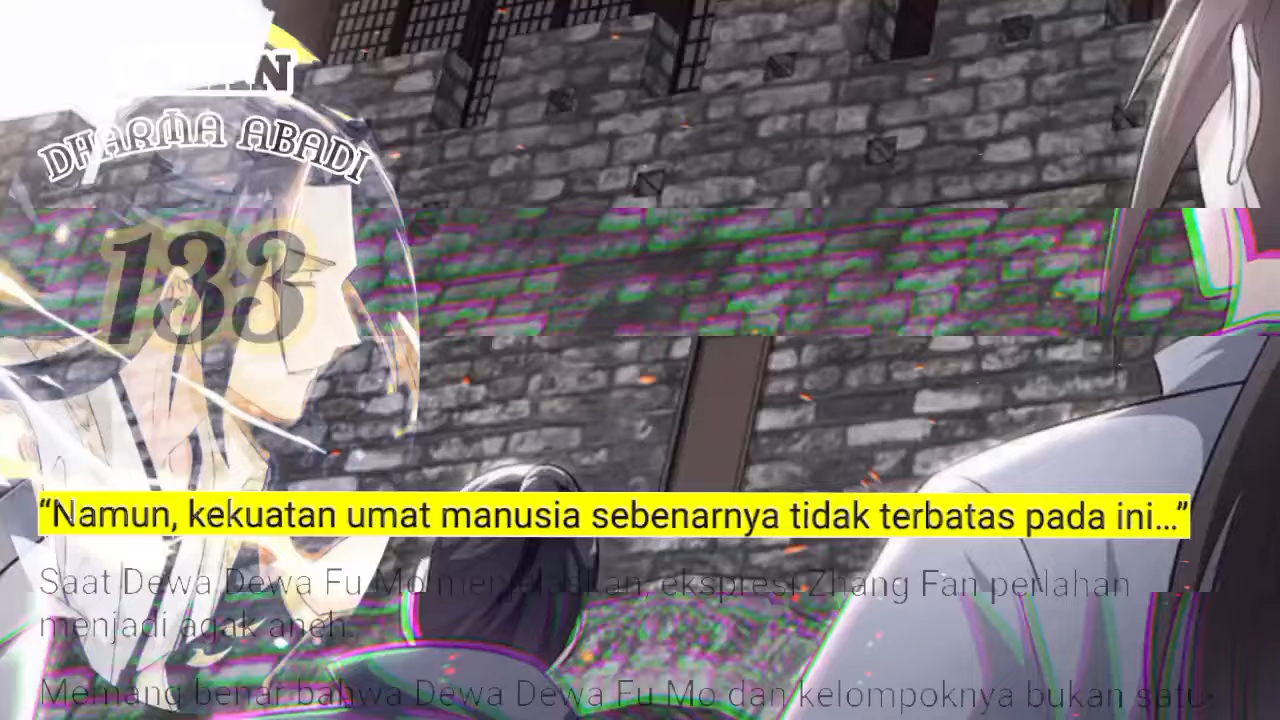 DHARMA ABADI
133
“Namun, kekuatan umat manusia sebenarnya tidak terbatas pada ini…”
Saat Dewa Dewa Fu Mo menjelaskan, ekspresi Zhang Fan perlahan
menjadi agak aneh.
Memang benar bahwa Dewa Dewa Fu Mo dan kelompoknya bukan satu-